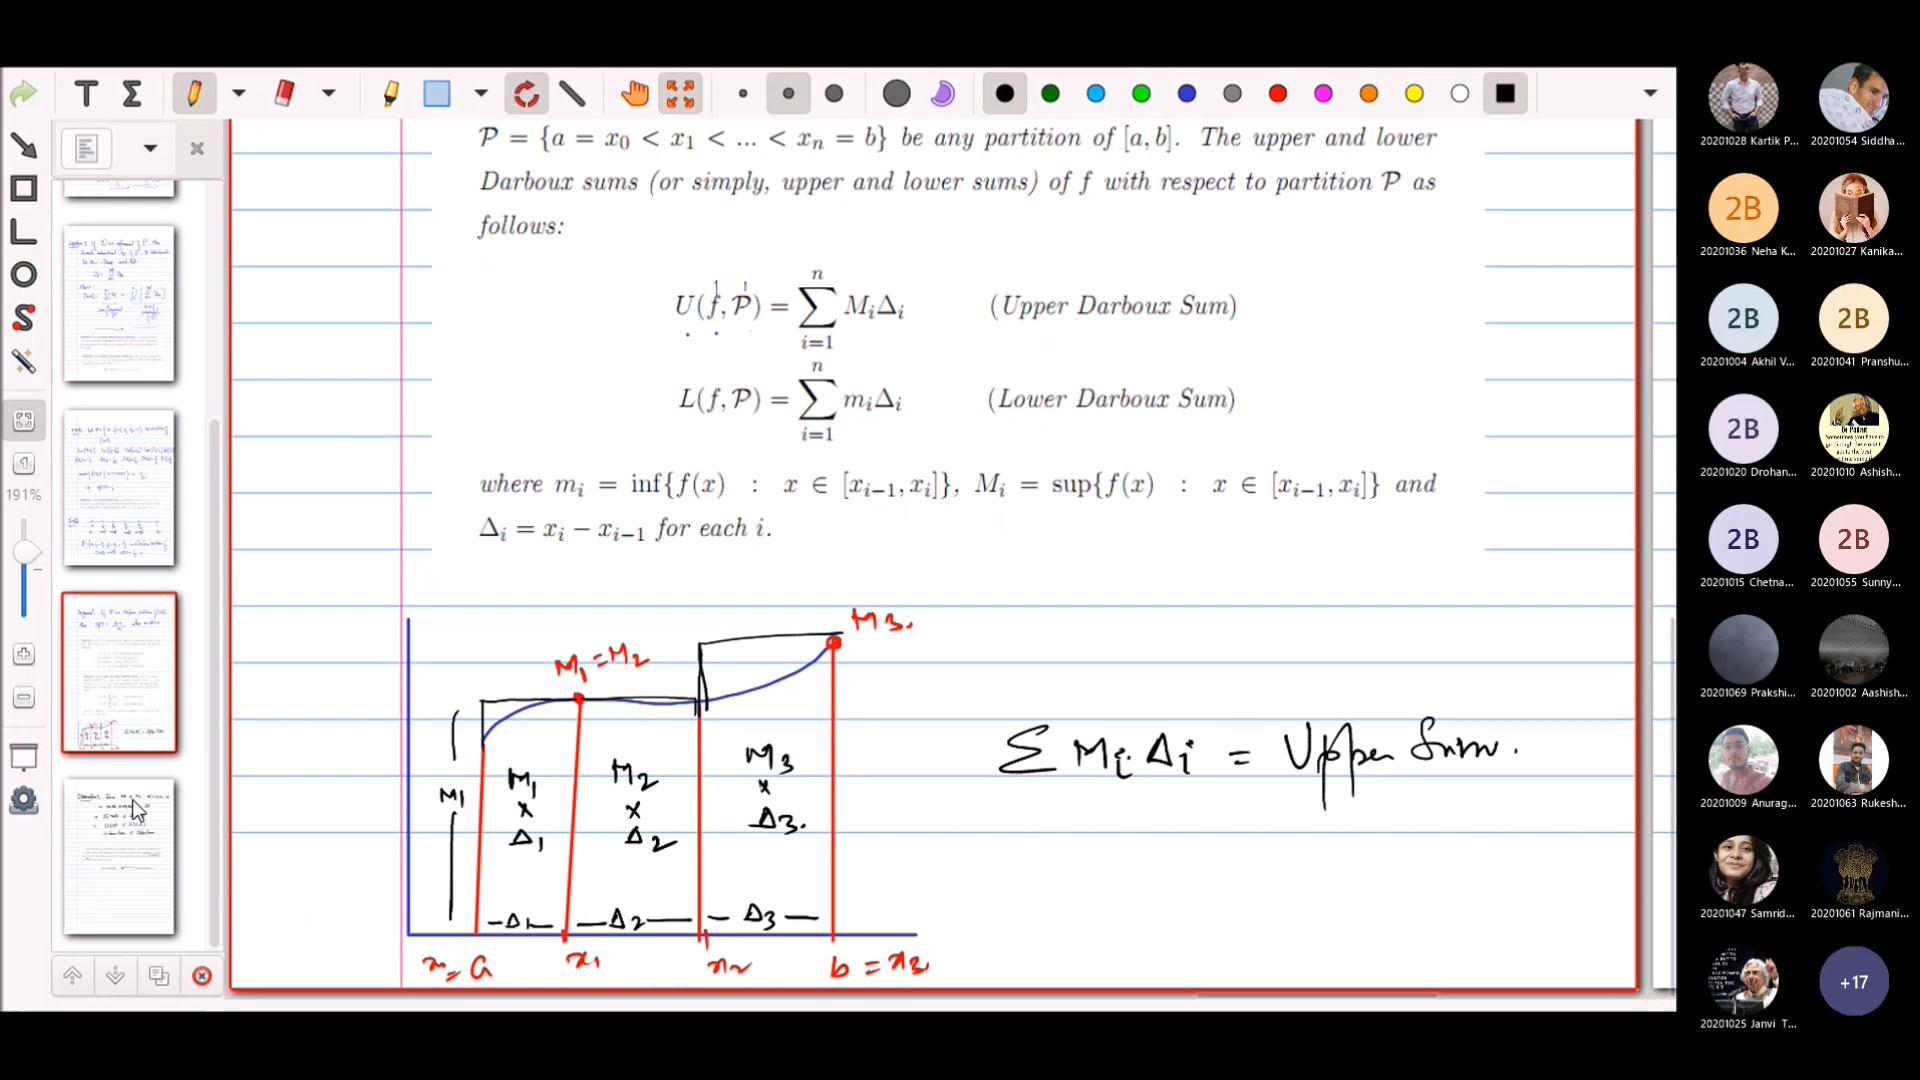 𝒫 = {a = x₀ < x₁ < ... < xₙ = b} be any partition of [a, b]. The upper and lower
Darboux sums (or simply, upper and lower sums) of f with respect to partition 𝒫 as
follows:
U(f, 𝒫) = ∑ᵢ₌₁ⁿ MᵢΔᵢ (Upper Darboux Sum)
L(f, 𝒫) = ∑ᵢ₌₁ⁿ mᵢΔᵢ (Lower Darboux Sum)
where mᵢ = inf{f(x) : x ∈ [xᵢ₋₁, xᵢ]}, Mᵢ = sup{f(x) : x ∈ [xᵢ₋₁, xᵢ]} and
Δᵢ = xᵢ − xᵢ₋₁ for each i.
M₃.
M₁ = M₂
M₁ × Δ₁
M₂ × Δ₂
M₃ × Δ₃.
M₁
Δ₁
Δ₂
Δ₃
a
x₁
x₂
b = x₃
∑ Mᵢ Δᵢ = Upper Sum.
191%
20201028 Kartik P...
20201054 Siddha...
2B
20201036 Neha K...
20201027 Kanika...
2B
20201004 Akhil V...
2B
20201041 Pranshu...
2B
20201020 Drohan...
20201010 Ashish...
2B
20201015 Chetna...
2B
20201055 Sunny...
20201069 Prakshi...
20201002 Aashish...
20201009 Anurag...
20201063 Rukesh...
20201047 Samrid...
20201061 Rajmani...
20201025 Janvi T...
+17